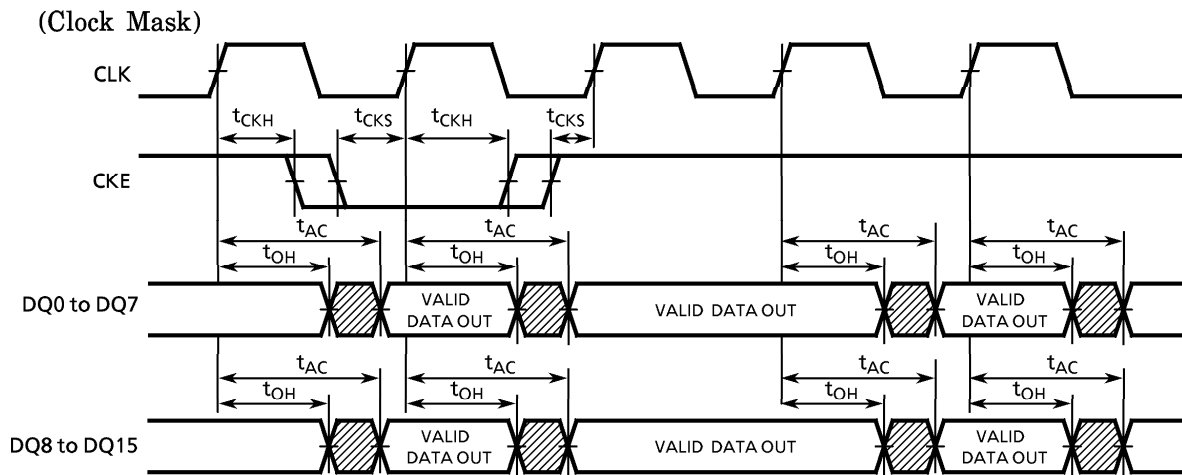 (Clock Mask)
CLK
tCKH tCKS tCKH tCKS
CKE
tAC tAC tAC tAC
tOH tOH tOH tOH
DQ0 to DQ7
VALID DATA OUT
VALID DATA OUT
VALID DATA OUT
tAC tAC tAC tAC
tOH tOH tOH tOH
DQ8 to DQ15
VALID DATA OUT
VALID DATA OUT
VALID DATA OUT